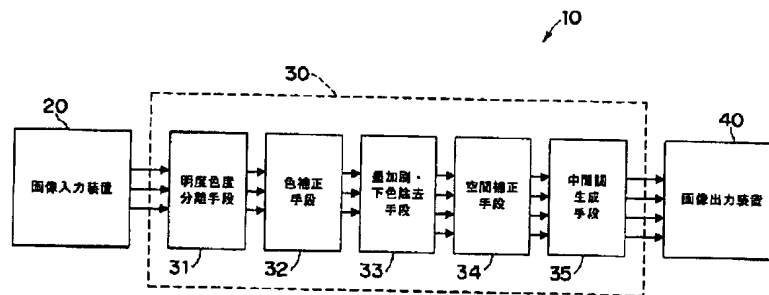 10
30
20
40
画像入力装置
明度色度
分離手段
色補正
手段
墨加刷・
下色除去
手段
空間補正
手段
中間調
生成手段
画像出力装置
31
32
33
34
35